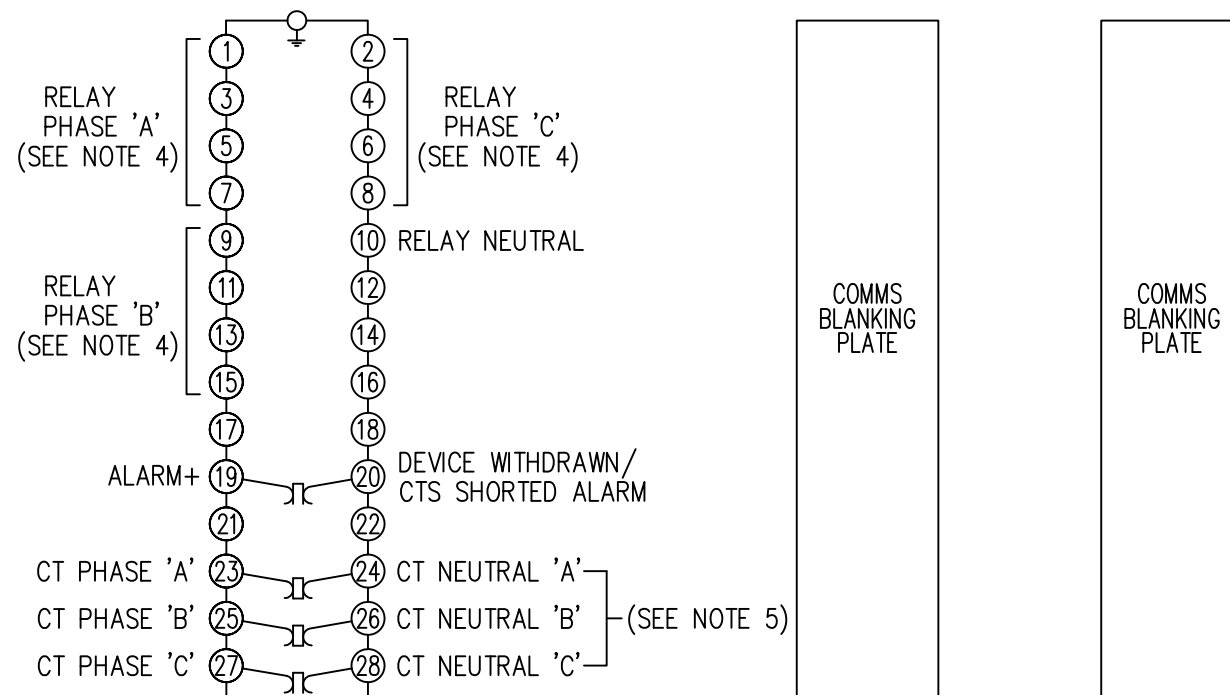 1 2
RELAY
PHASE 'A'
(SEE NOTE 4)
3 4
5 6
7 8
RELAY
PHASE 'C'
(SEE NOTE 4)
9 10 RELAY NEUTRAL
RELAY
PHASE 'B'
(SEE NOTE 4)
11 12
13 14
15 16
17 18
ALARM+ 19 20 DEVICE WITHDRAWN/
CTS SHORTED ALARM
21 22
CT PHASE 'A' 23 24 CT NEUTRAL 'A'
CT PHASE 'B' 25 26 CT NEUTRAL 'B' (SEE NOTE 5)
CT PHASE 'C' 27 28 CT NEUTRAL 'C'
COMMS
BLANKING
PLATE
COMMS
BLANKING
PLATE